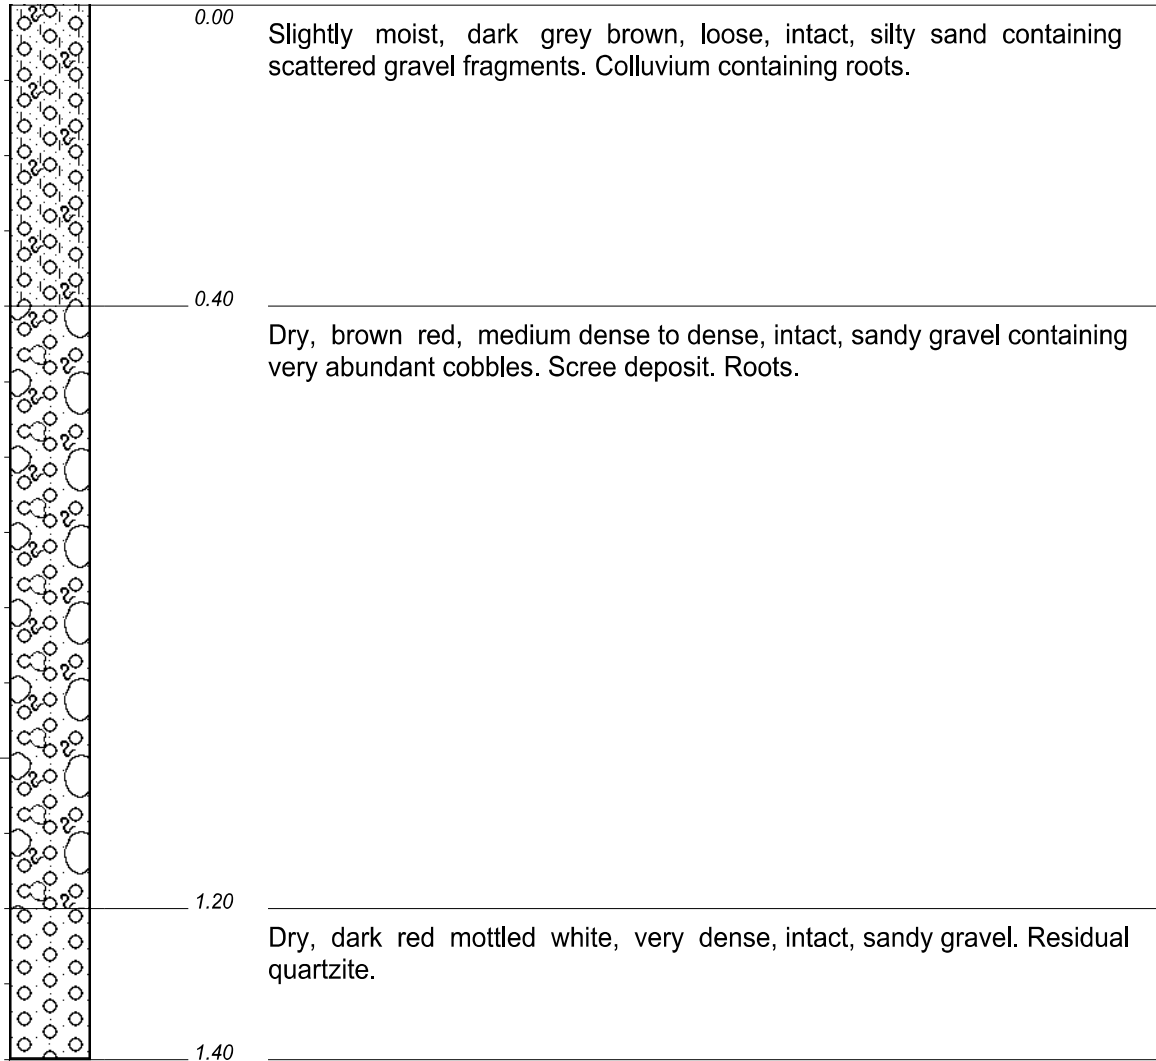 0.00
Slightly moist, dark grey brown, loose, intact, silty sand containing
scattered gravel fragments. Colluvium containing roots.
0.40
Dry, brown red, medium dense to dense, intact, sandy gravel containing
very abundant cobbles. Scree deposit. Roots.
1.20
Dry, dark red mottled white, very dense, intact, sandy gravel. Residual
quartzite.
1.40